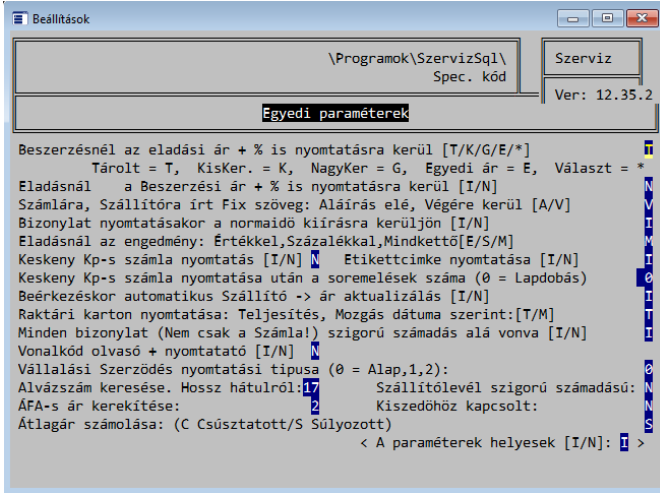 Beállítások
\Programok\SzervizSql\ Szerviz
Spec. kód
Ver: 12.35.2
Egyedi paraméterek
Beszerzésnél az eladási ár + % is nyomtatásra kerül [T/K/G/E/*] T
Tárolt = T, KisKer. = K, NagyKer = G, Egyedi ár = E, Választ = *
Eladásnál a Beszerzési ár + % is nyomtatásra kerül [I/N] N
Számlára, Szállítóra írt Fix szöveg: Aláírás elé, Végére kerül [A/V] V
Bizonylat nyomtatásakor a normaidö kiírásra kerüljön [I/N] I
Eladásnál az engedmény: Értékkel,Százalékkal,Mindkettö[E/S/M] M
Keskeny Kp-s számla nyomtatás [I/N] N Etikettcimke nyomtatása [I/N] I
Keskeny Kp-s számla nyomtatása után a soremelések száma (0 = Lapdobás) 0
Beérkezéskor automatikus Szállító -> ár aktualizálás [I/N] I
Raktári karton nyomtatása: Teljesítés, Mozgás dátuma szerint:[T/M] T
Minden bizonylat (Nem csak a Számla!) szigorú számadás alá vonva [I/N] I
Vonalkód olvasó + nyomtatató [I/N] N
Vállalási Szerzödés nyomtatási tipusa (0 = Alap,1,2): 0
Alvázszám keresése. Hossz hátulról:17 Szállítólevél szigorú számadású: N
ÁFA-s ár kerekítése: 2 Kiszedöhöz kapcsolt: N
Átlagár számolása: (C Csúsztatott/S Súlyozott) S
< A paraméterek helyesek [I/N]: I >